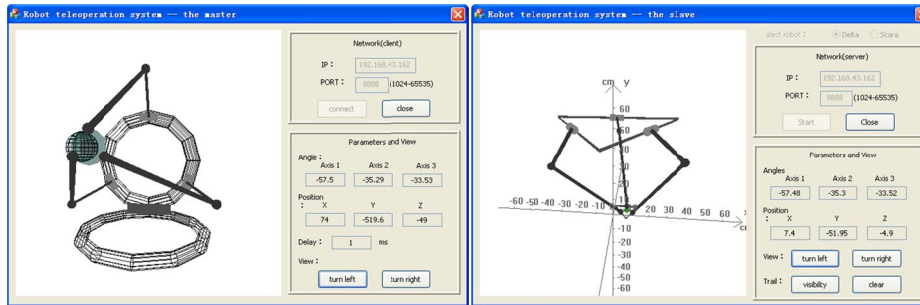 Robot teleoperation system -- the master
Network(client)
IP : 192.168.43.162
PORT : 8888 (1024-65535)
connect close
Parameters and View
Angle :
Axis 1 Axis 2 Axis 3
-57.5 -35.29 -33.53
Position
: X Y Z
74 -519.6 -49
Delay : 1 ms
View :
turn left turn right
Robot teleoperation system -- the slave
slect robot : Delta Scara
Network(server)
IP : 192.168.43.162
PORT : 8888 (1024-65535)
Start Close
Parameters and View
Angles
Axis 1 Axis 2 Axis 3
-57.48 -35.3 -33.52
Position
: X Y Z
7.4 -51.95 -4.9
View : turn left turn right
Trail : visibility clear
cm y
60
-60 -50 -40 -30 -20 -10 20 30 40 50 60
-10
-20
-30
-40
-50
-60